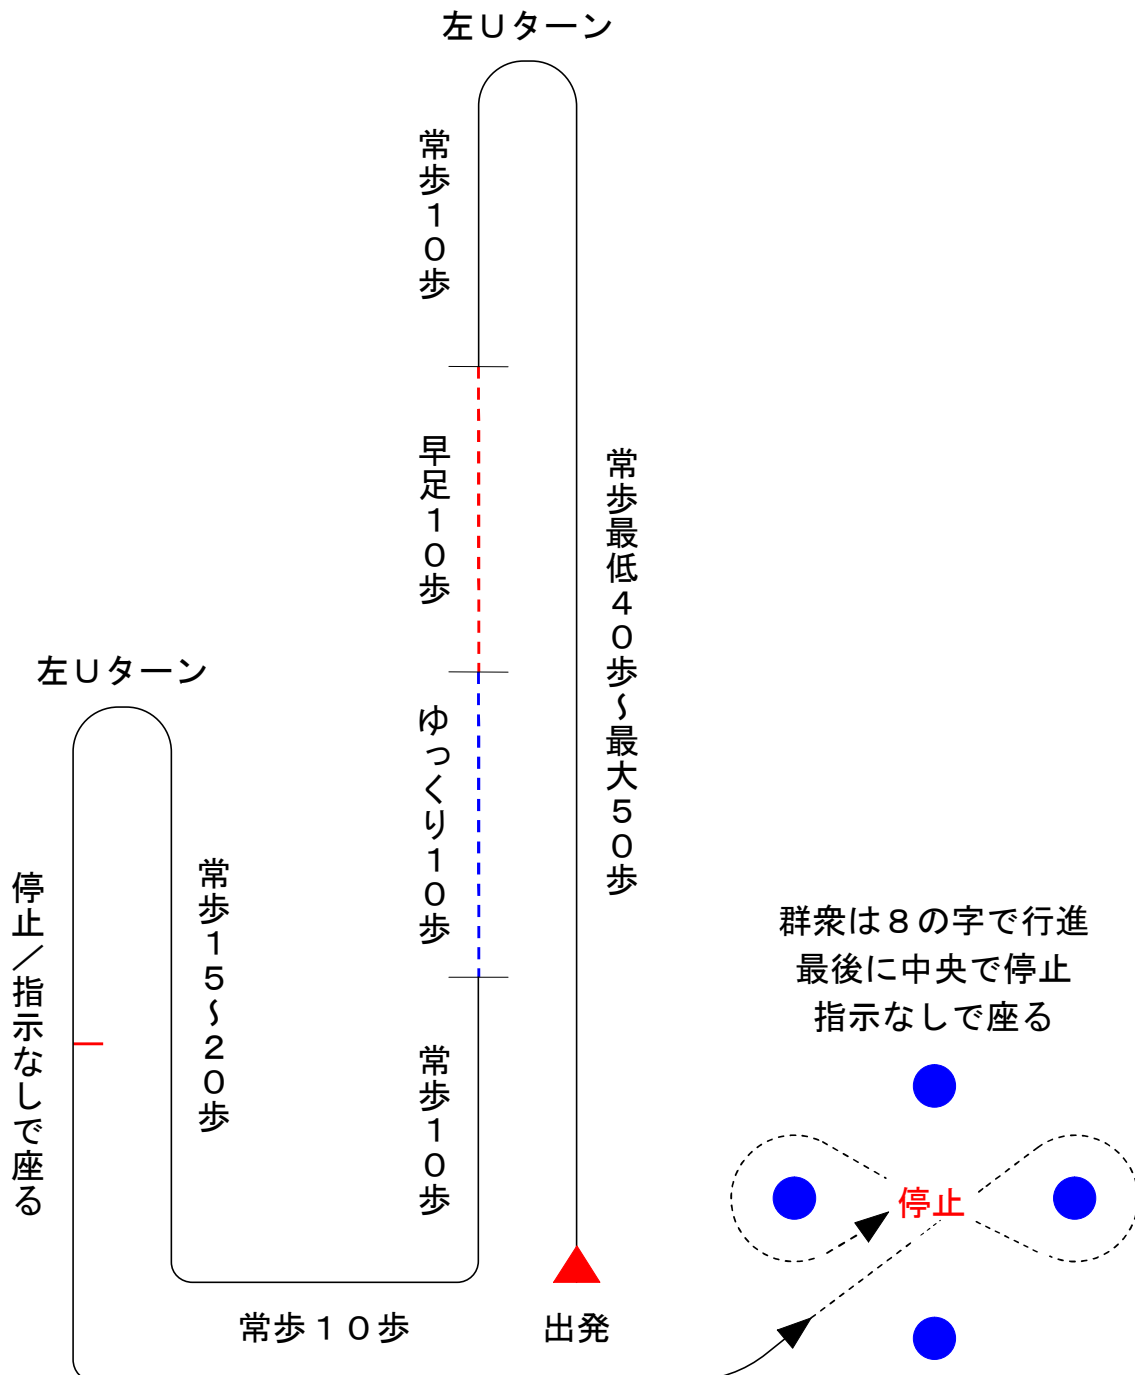 左Uターン
常歩10歩
早足10歩
常歩最低40歩～最大50歩
左Uターン
ゆっくり10歩
常歩15～20歩
停止／指示なしで座る
群衆は8の字で行進
最後に中央で停止
指示なしで座る
常歩10歩
停止
常歩10歩
出発